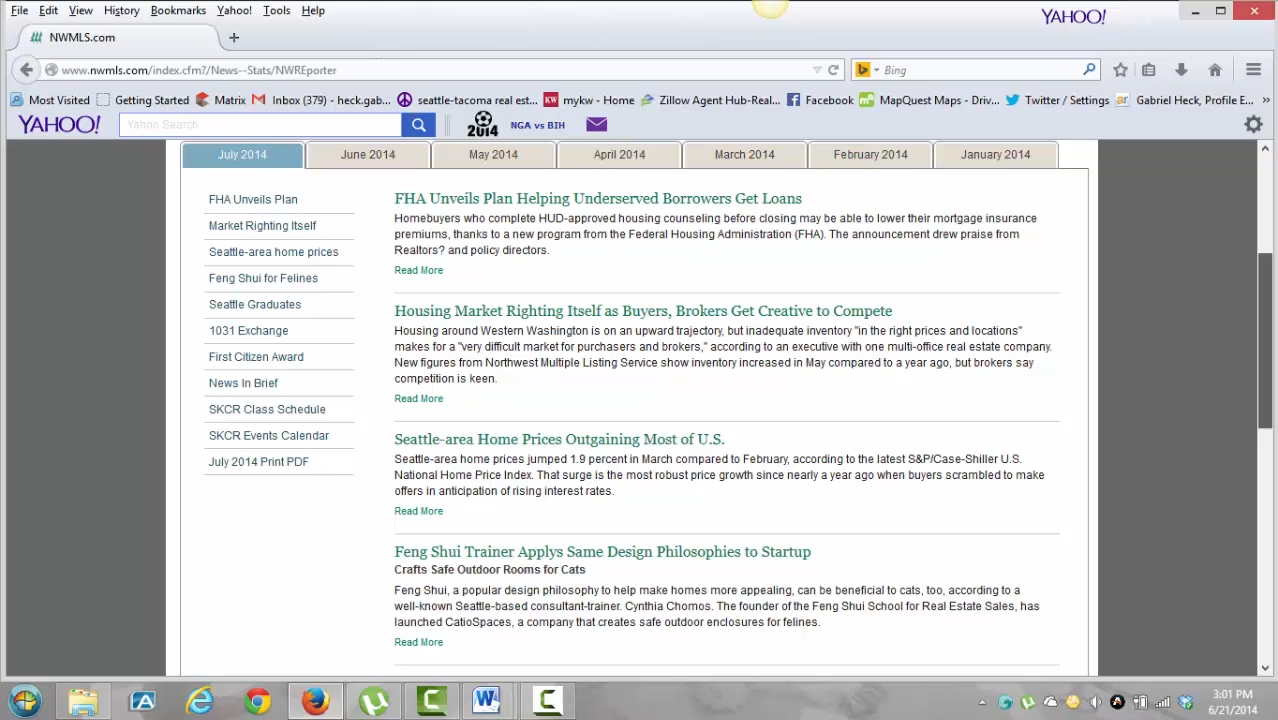 File Edit View History Bookmarks Yahoo! Tools Help
YAHOO!
NWMLS.com
www.nwmls.com/index.cfm?/News--Stats/NWREporter
Bing
Most Visited Getting Started Matrix Inbox (379) - heck.gab... seattle-tacoma real est... mykw - Home Zillow Agent Hub-Real... Facebook MapQuest Maps - Driv... Twitter / Settings Gabriel Heck, Profile E... »
YAHOO! Yahoo Search 2014 NGA vs BIH
July 2014 June 2014 May 2014 April 2014 March 2014 February 2014 January 2014
FHA Unveils Plan
Market Righting Itself
Seattle-area home prices
Feng Shui for Felines
Seattle Graduates
1031 Exchange
First Citizen Award
News In Brief
SKCR Class Schedule
SKCR Events Calendar
July 2014 Print PDF
FHA Unveils Plan Helping Underserved Borrowers Get Loans
Homebuyers who complete HUD-approved housing counseling before closing may be able to lower their mortgage insurance
premiums, thanks to a new program from the Federal Housing Administration (FHA). The announcement drew praise from
Realtors? and policy directors.
Read More
Housing Market Righting Itself as Buyers, Brokers Get Creative to Compete
Housing around Western Washington is on an upward trajectory, but inadequate inventory "in the right prices and locations"
makes for a "very difficult market for purchasers and brokers," according to an executive with one multi-office real estate company.
New figures from Northwest Multiple Listing Service show inventory increased in May compared to a year ago, but brokers say
competition is keen.
Read More
Seattle-area Home Prices Outgaining Most of U.S.
Seattle-area home prices jumped 1.9 percent in March compared to February, according to the latest S&P/Case-Shiller U.S.
National Home Price Index. That surge is the most robust price growth since nearly a year ago when buyers scrambled to make
offers in anticipation of rising interest rates.
Read More
Feng Shui Trainer Applys Same Design Philosophies to Startup
Crafts Safe Outdoor Rooms for Cats
Feng Shui, a popular design philosophy to help make homes more appealing, can be beneficial to cats, too, according to a
well-known Seattle-based consultant-trainer. Cynthia Chomos. The founder of the Feng Shui School for Real Estate Sales, has
launched CatioSpaces, a company that creates safe outdoor enclosures for felines.
Read More
3:01 PM
6/21/2014